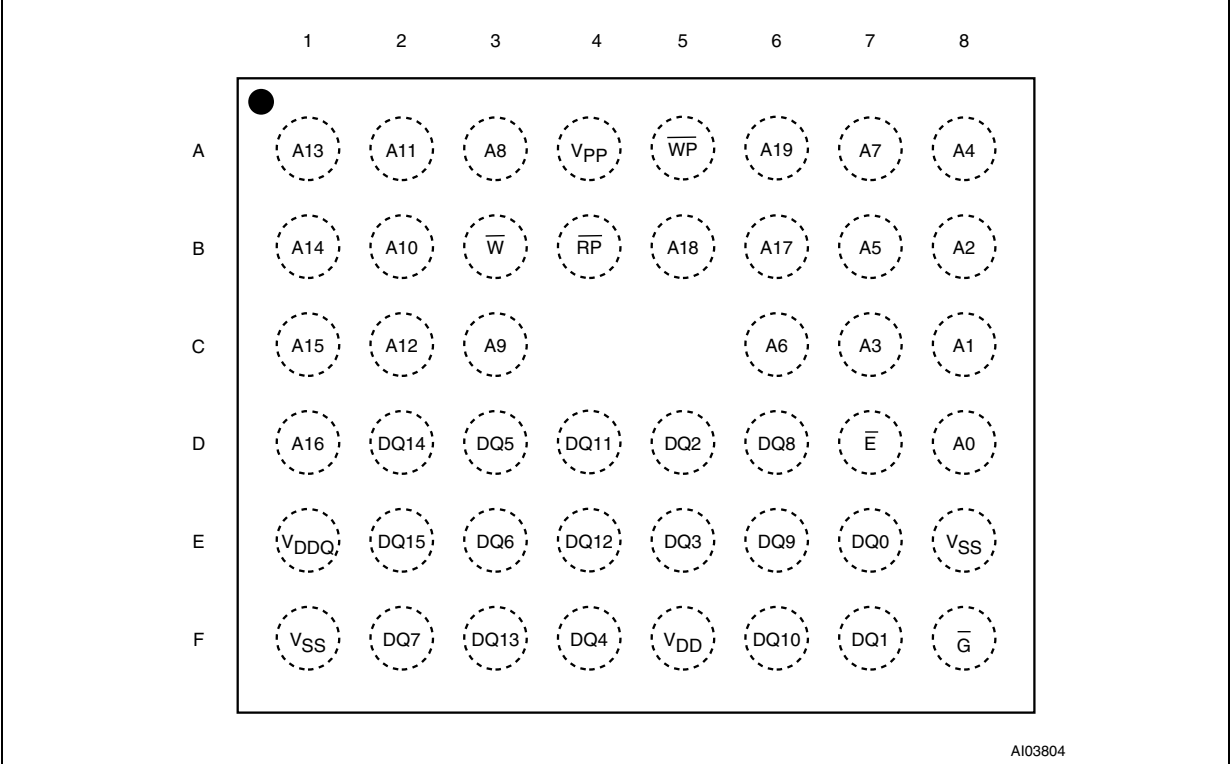 1 2 3 4 5 6 7 8
A A13 A11 A8 VPP W̅P̅ A19 A7 A4
B A14 A10 W̅ R̅P̅ A18 A17 A5 A2
C A15 A12 A9 A6 A3 A1
D A16 DQ14 DQ5 DQ11 DQ2 DQ8 E̅ A0
E VDDQ DQ15 DQ6 DQ12 DQ3 DQ9 DQ0 VSS
F VSS DQ7 DQ13 DQ4 VDD DQ10 DQ1 G̅
AI03804